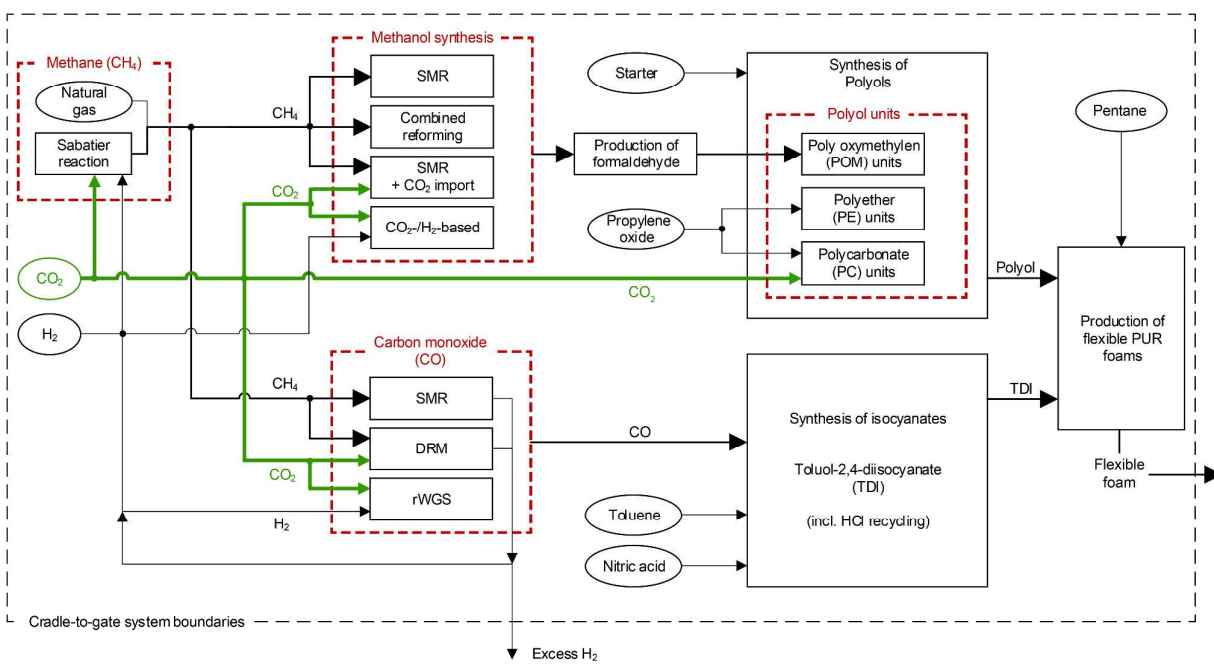 Methane (CH₄)
Natural
gas
Sabatier
reaction
CO₂
H₂
CH₄
Methanol synthesis
SMR
Combined
reforming
SMR
+ CO₂ import
CO₂-/H₂-based
CO₂
Production of
formaldehyde
Starter
Propylene
oxide
Synthesis of
Polyols
Polyol units
Poly oxymethylen
(POM) units
Polyether
(PE) units
Polycarbonate
(PC) units
CO₂
Polyol
Pentane
Production of
flexible PUR
foams
Flexible
foam
Carbon monoxide
(CO)
CH₄
SMR
DRM
CO₂
rWGS
H₂
CO
Toluene
Nitric acid
Synthesis of isocyanates
Toluol-2,4-diisocyanate
(TDI)
(incl. HCl recycling)
TDI
Cradle-to-gate system boundaries
Excess H₂